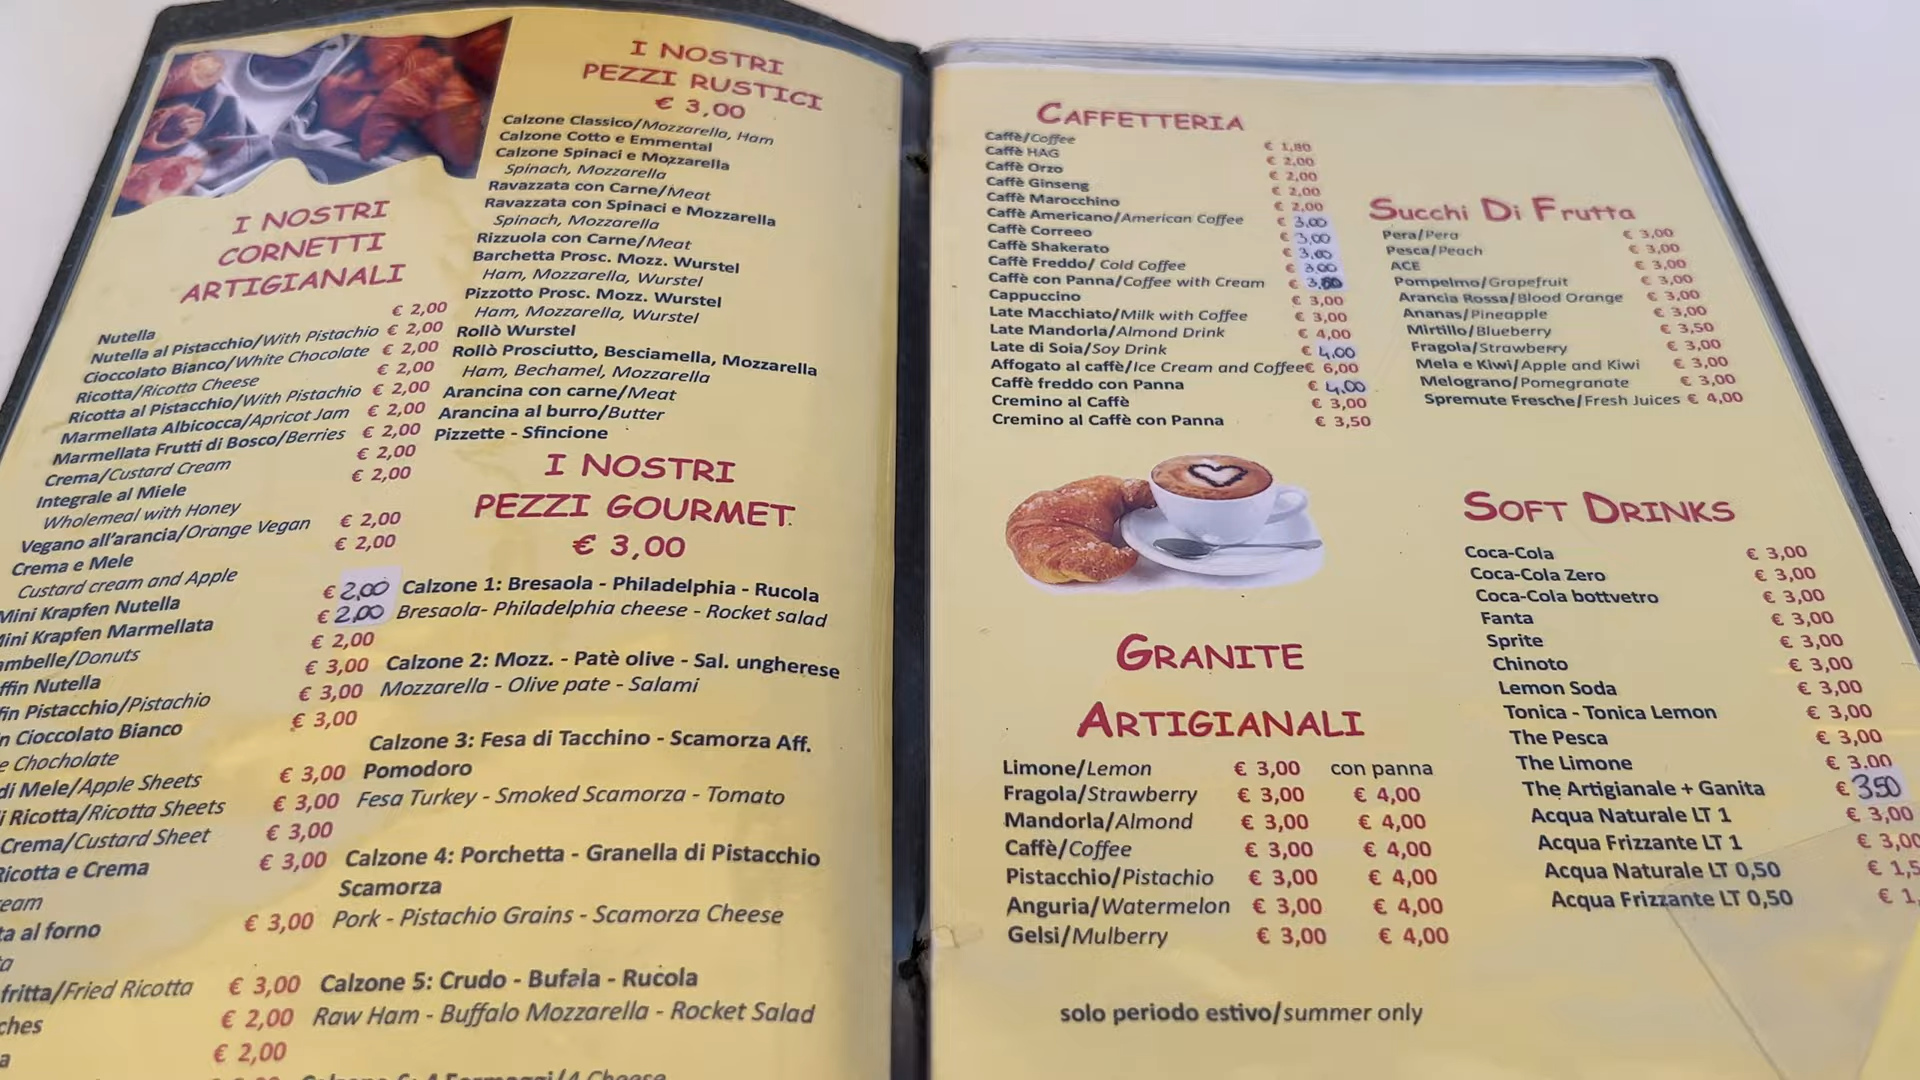 I NOSTRI
CORNETTI
ARTIGIANALI
Nutella € 2,00
Nutella al Pistacchio/With Pistachio € 2,00
Cioccolato Bianco/White Chocolate € 2,00
Ricotta/Ricotta Cheese € 2,00
Ricotta al Pistacchio/With Pistachio € 2,00
Marmellata Albicocca/Apricot Jam € 2,00
Marmellata Frutti di Bosco/Berries € 2,00
Crema/Custard Cream € 2,00
Integrale al Miele € 2,00
Wholemeal with Honey
Vegano all'arancia/Orange Vegan € 2,00
Crema e Mele € 2,00
Custard cream and Apple
Mini Krapfen Nutella € 2,00
Mini Krapfen Marmellata € 2,00
ambelle/Donuts € 2,00
ffin Nutella € 3,00
fin Pistacchio/Pistachio € 3,00
n Cioccolato Bianco € 3,00
e Chocholate
di Mele/Apple Sheets € 3,00
i Ricotta/Ricotta Sheets € 3,00
Crema/Custard Sheet € 3,00
Ricotta e Crema € 3,00
ream
ta al forno € 3,00
ta
fritta/Fried Ricotta € 3,00
ches € 2,00
a € 2,00
I NOSTRI
PEZZI RUSTICI
€ 3,00
Calzone Classico/Mozzarella, Ham
Calzone Cotto e Emmental
Calzone Spinaci e Mozzarella
Spinach, Mozzarella
Ravazzata con Carne/Meat
Ravazzata con Spinaci e Mozzarella
Spinach, Mozzarella
Rizzuola con Carne/Meat
Barchetta Prosc. Mozz. Wurstel
Ham, Mozzarella, Wurstel
Pizzotto Prosc. Mozz. Wurstel
Ham, Mozzarella, Wurstel
Rollò Wurstel
Rollò Prosciutto, Besciamella, Mozzarella
Ham, Bechamel, Mozzarella
Arancina con carne/Meat
Arancina al burro/Butter
Pizzette - Sfincione
I NOSTRI
PEZZI GOURMET
€ 3,00
Calzone 1: Bresaola - Philadelphia - Rucola
Bresaola- Philadelphia cheese - Rocket salad
Calzone 2: Mozz. - Patè olive - Sal. ungherese
Mozzarella - Olive pate - Salami
Calzone 3: Fesa di Tacchino - Scamorza Aff.
Pomodoro
Fesa Turkey - Smoked Scamorza - Tomato
Calzone 4: Porchetta - Granella di Pistacchio
Scamorza
Pork - Pistachio Grains - Scamorza Cheese
Calzone 5: Crudo - Bufala - Rucola
Raw Ham - Buffalo Mozzarella - Rocket Salad
Calzone 6: 4 Formaggi/4 Cheese
CAFFETTERIA
Caffè/Coffee € 1,80
Caffè HAG € 2,00
Caffè Orzo € 2,00
Caffè Ginseng € 2,00
Caffè Marocchino € 2,00
Caffè Americano/American Coffee € 3,00
Caffè Correeo € 3,00
Caffè Shakerato € 3,00
Caffè Freddo/ Cold Coffee € 3,00
Caffè con Panna/Coffee with Cream € 3,00
Cappuccino € 3,00
Late Macchiato/Milk with Coffee € 3,00
Late Mandorla/Almond Drink € 4,00
Late di Soia/Soy Drink € 4,00
Affogato al caffè/Ice Cream and Coffee € 6,00
Caffè freddo con Panna € 4,00
Cremino al Caffè € 3,00
Cremino al Caffè con Panna € 3,50
GRANITE
ARTIGIANALI
Limone/Lemon € 3,00 con panna
Fragola/Strawberry € 3,00 € 4,00
Mandorla/Almond € 3,00 € 4,00
Caffè/Coffee € 3,00 € 4,00
Pistacchio/Pistachio € 3,00 € 4,00
Anguria/Watermelon € 3,00 € 4,00
Gelsi/Mulberry € 3,00 € 4,00
solo periodo estivo/summer only
SUCCHI DI FRUTTA
Pera/Pera € 3,00
Pesca/Peach € 3,00
ACE € 3,00
Pompelmo/Grapefruit € 3,00
Arancia Rossa/Blood Orange € 3,00
Ananas/Pineapple € 3,00
Mirtillo/Blueberry € 3,50
Fragola/Strawberry € 3,00
Mela e Kiwi/Apple and Kiwi € 3,00
Melograno/Pomegranate € 3,00
Spremute Fresche/Fresh Juices € 4,00
SOFT DRINKS
Coca-Cola € 3,00
Coca-Cola Zero € 3,00
Coca-Cola bottvetro € 3,00
Fanta € 3,00
Sprite € 3,00
Chinoto € 3,00
Lemon Soda € 3,00
Tonica - Tonica Lemon € 3,00
The Pesca € 3,00
The Limone € 3.00
The Artigianale + Ganita € 3,50
Acqua Naturale LT 1 € 3,00
Acqua Frizzante LT 1 € 3,00
Acqua Naturale LT 0,50 € 1,5
Acqua Frizzante LT 0,50 € 1,